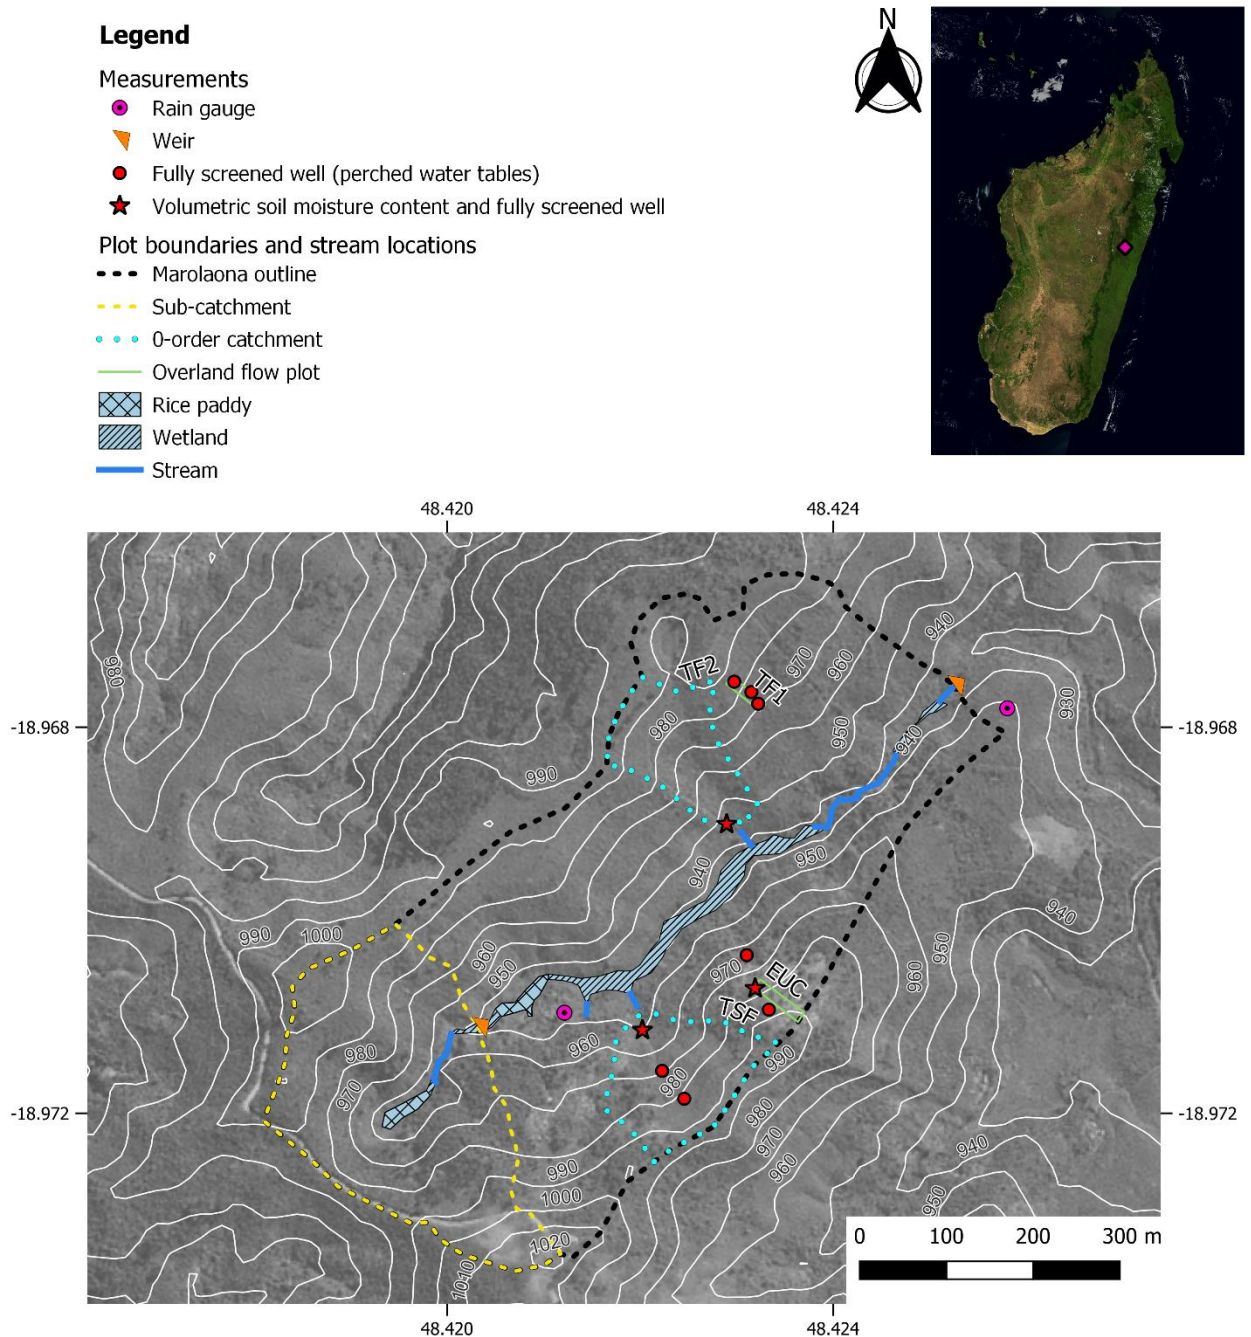 Legend
N
Measurements
Rain gauge
Weir
Fully screened well (perched water tables)
Volumetric soil moisture content and fully screened well
Plot boundaries and stream locations
Marolaona outline
Sub-catchment
0-order catchment
Overland flow plot
Rice paddy
Wetland
Stream
48.420 48.424
940
970
960
980
TF2
TF1
930
980
950
940
-18.968 -18.968
990
950
940
940
990 1000
960
950
970
EUC
950
960
TSF
960
980
990
980
970
-18.972 -18.972
980
970
940
990
960
1000
950
1020
1010
0 100 200 300 m
48.420 48.424